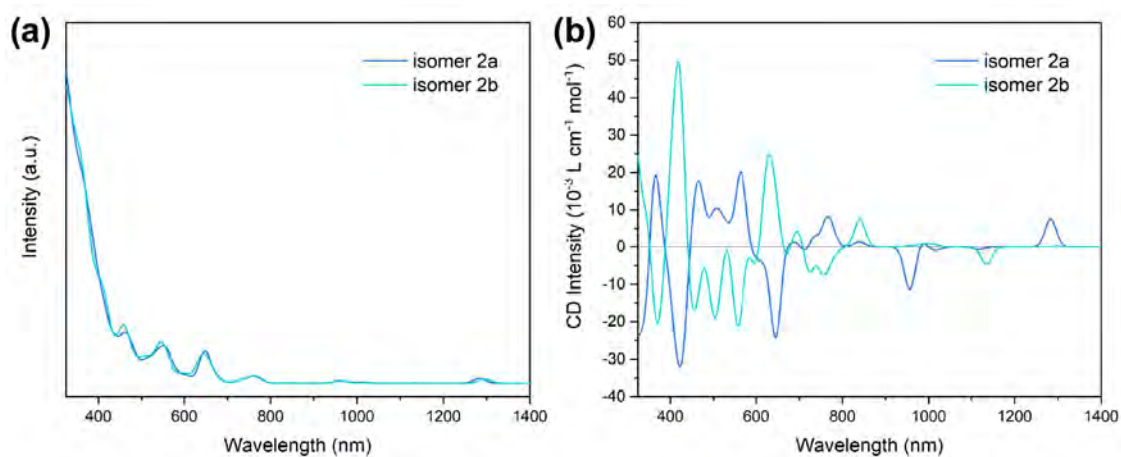 (a)
isomer 2a
isomer 2b
Intensity (a.u.)
400 600 800 1000 1200 1400
Wavelength (nm)
(b)
isomer 2a
isomer 2b
CD Intensity (10⁻³ L cm⁻¹ mol⁻¹)
60
50
40
30
20
10
0
-10
-20
-30
-40
400 600 800 1000 1200 1400
Wavelength (nm)